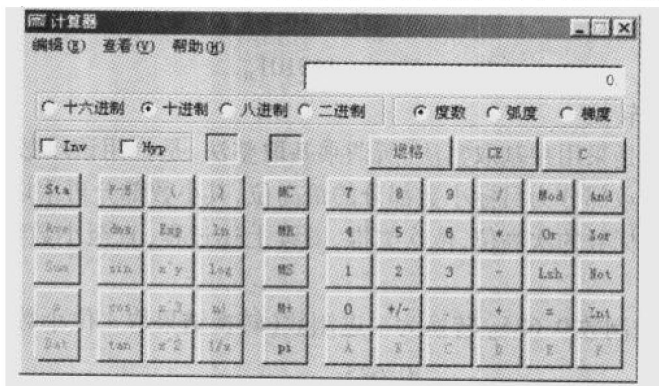 计算器
编辑(E) 查看(V) 帮助(H)
0.
十六进制 十进制 八进制 二进制 度数 弧度 梯度
Inv Hyp 退格 CE C
Sta F-E ( ) MC 7 8 9 / Mod And
Ave dms Exp ln MR 4 5 6 * Or Xor
Sum sin x^y log MS 1 2 3 - Lsh Not
s cos x^3 n! M+ 0 +/- . + = Int
Dat tan x^2 1/x pi A B C D E F